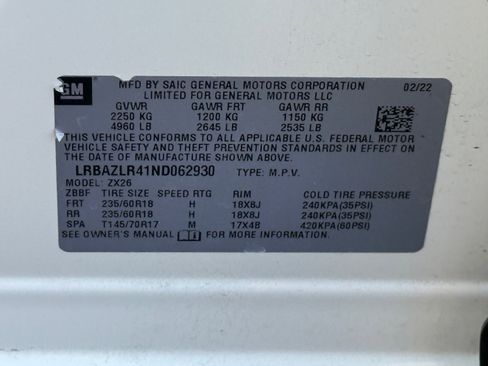 GM
MFD BY SAIC GENERAL MOTORS CORPORATION 02/22
LIMITED FOR GENERAL MOTORS LLC
GVWR GAWR FRT GAWR RR
2250 KG 1200 KG 1150 KG
4960 LB 2645 LB 2535 LB
THIS VEHICLE CONFORMS TO ALL APPLICABLE U.S. FEDERAL MOTOR
VEHICLE SAFETY AND THEFT PREVENTION STANDARDS IN EFFECT ON
THE DATE OF MANUFACTURE SHOWN ABOVE.
LRBAZLR41ND062930 TYPE: M.P.V.
MODEL: ZX26
ZBBF TIRE SIZE SPEED RTG RIM COLD TIRE PRESSURE
FRT 235/60R18 H 18X8J 240KPA(35PSI)
RR 235/60R18 H 18X8J 240KPA(35PSI)
SPA T145/70R17 M 17X4B 420KPA(60PSI)
SEE OWNER'S MANUAL FOR MORE INFORMATION